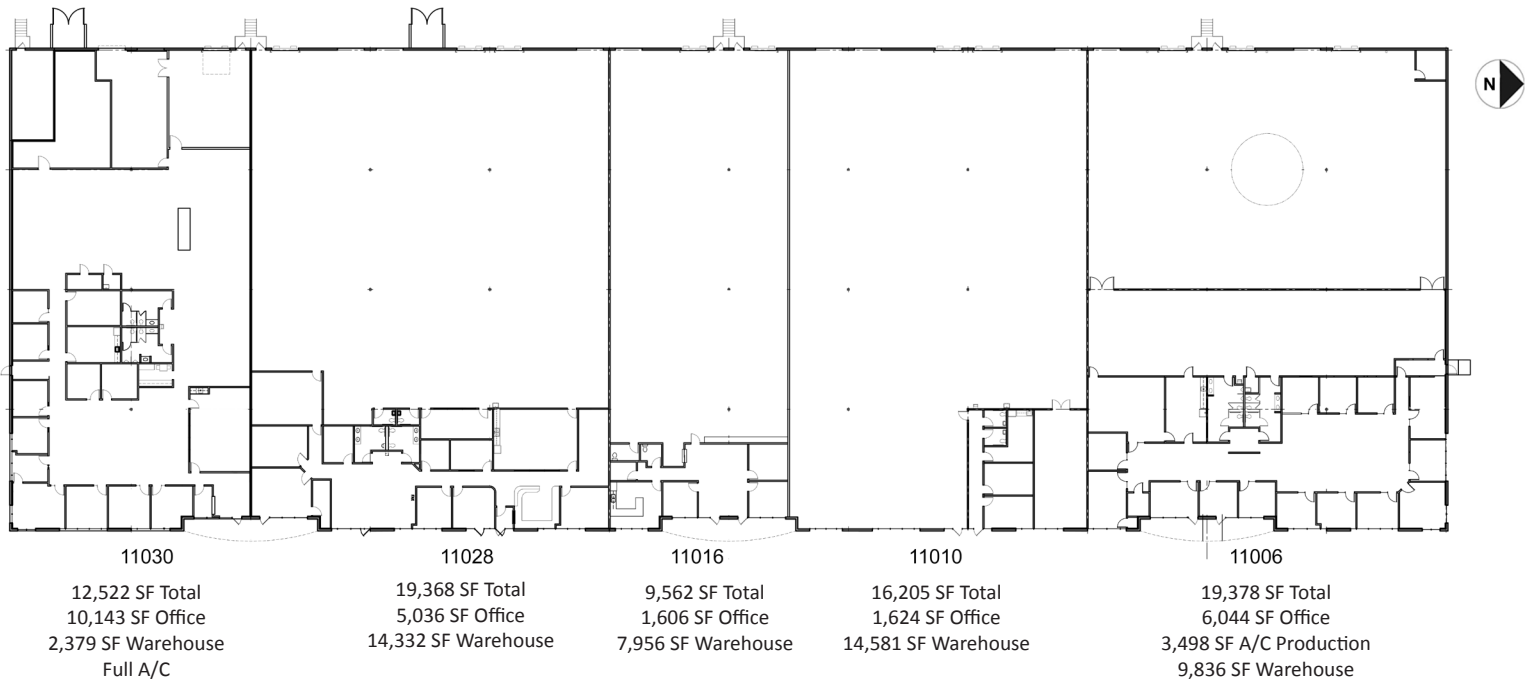 N
11030
12,522 SF Total
10,143 SF Office
2,379 SF Warehouse
Full A/C
11028
19,368 SF Total
5,036 SF Office
14,332 SF Warehouse
11016
9,562 SF Total
1,606 SF Office
7,956 SF Warehouse
11010
16,205 SF Total
1,624 SF Office
14,581 SF Warehouse
11006
19,378 SF Total
6,044 SF Office
3,498 SF A/C Production
9,836 SF Warehouse